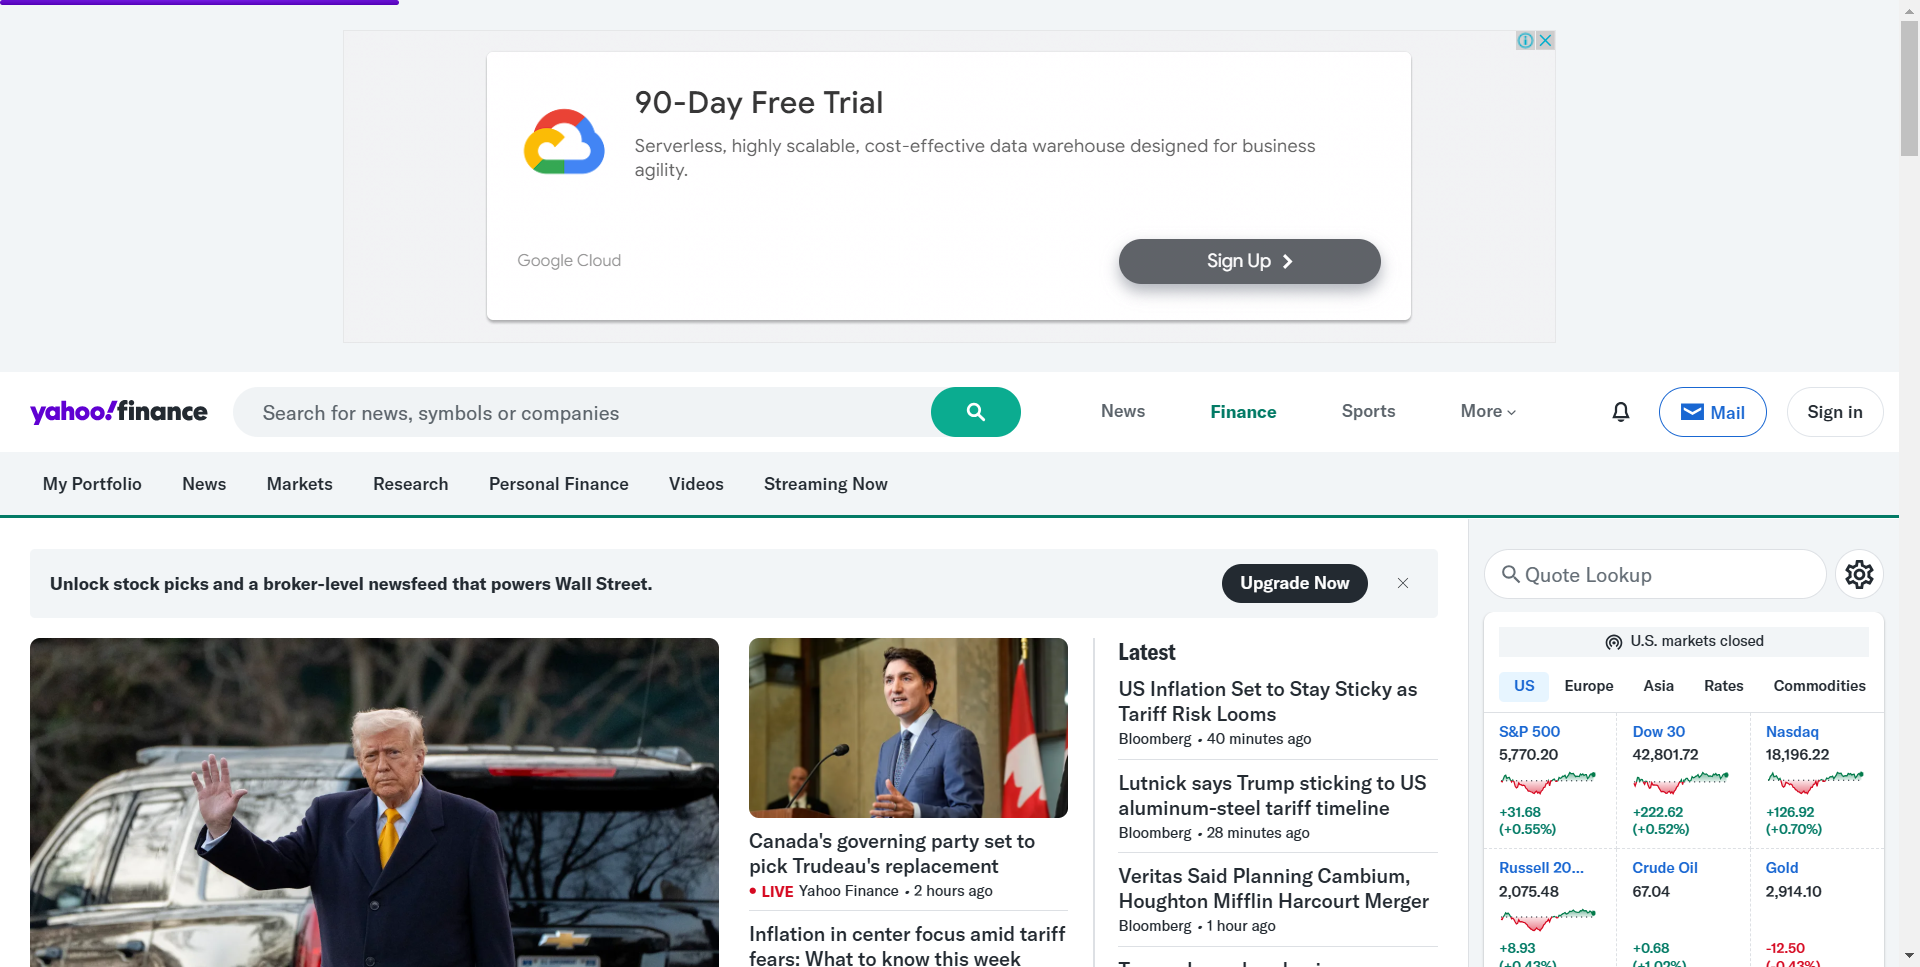 90-Day Free Trial
Serverless, highly scalable, cost-effective data warehouse designed for business
agility.
Google Cloud
Sign Up
yahoo!finance
Search for news, symbols or companies
News
Finance
Sports
More
Mail
Sign in
My Portfolio
News
Markets
Research
Personal Finance
Videos
Streaming Now
Unlock stock picks and a broker-level newsfeed that powers Wall Street.
Upgrade Now
Canada's governing party set to
pick Trudeau's replacement
• LIVE Yahoo Finance • 2 hours ago
Inflation in center focus amid tariff
fears: What to know this week
Latest
US Inflation Set to Stay Sticky as
Tariff Risk Looms
Bloomberg • 40 minutes ago
Lutnick says Trump sticking to US
aluminum-steel tariff timeline
Bloomberg • 28 minutes ago
Veritas Said Planning Cambium,
Houghton Mifflin Harcourt Merger
Bloomberg • 1 hour ago
Quote Lookup
U.S. markets closed
US
Europe
Asia
Rates
Commodities
S&P 500
5,770.20
+31.68
(+0.55%)
Dow 30
42,801.72
+222.62
(+0.52%)
Nasdaq
18,196.22
+126.92
(+0.70%)
Russell 20...
2,075.48
+8.93
(+0.43%)
Crude Oil
67.04
+0.68
(+1.02%)
Gold
2,914.10
-12.50
(-0.43%)